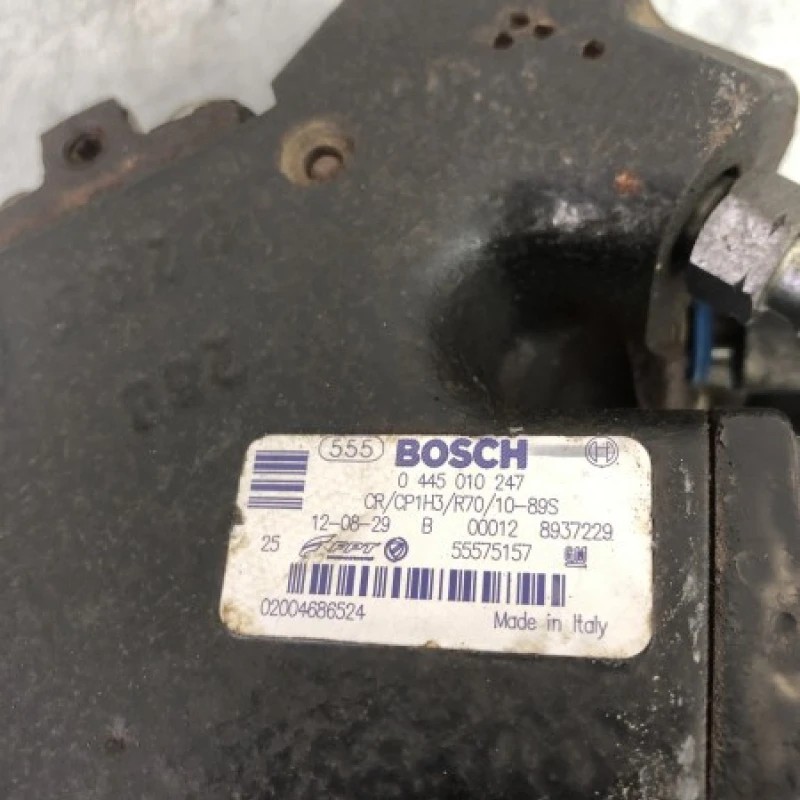 555 BOSCH
0 445 010 247
CR/CP1H3/R70/10-89S
12-08-29 B 00012 8937229
25 FPT 55575157 GM
02004686524 Made in Italy